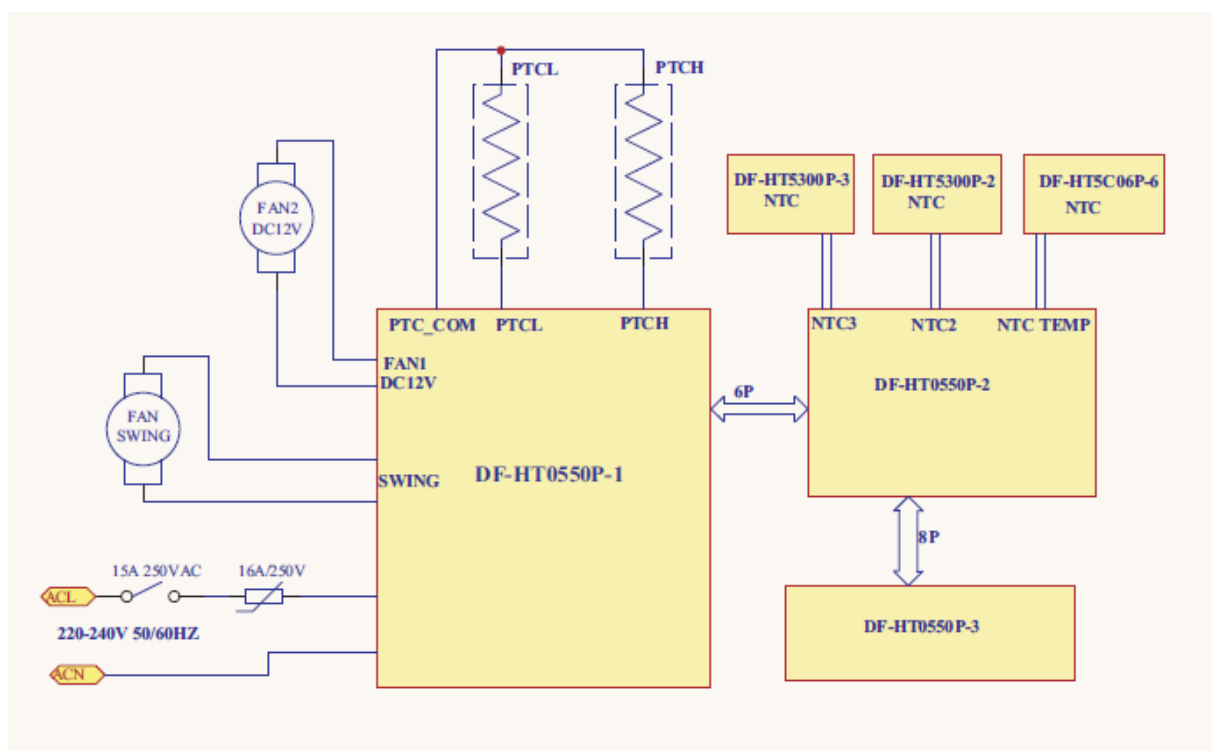 PTCL
PTCH
FAN2
DC12V
DF-HT5300P-3
NTC
DF-HT5300P-2
NTC
DF-HT5C06P-6
NTC
PTC_COM
PTCL
PTCH
NTC3
NTC2
NTC TEMP
FAN1
DC12V
DF-HT0550P-2
6P
FAN
SWING
SWING
DF-HT0550P-1
8P
15A 250VAC
16A/250V
ACL
220-240V 50/60HZ
DF-HT0550P-3
ACN